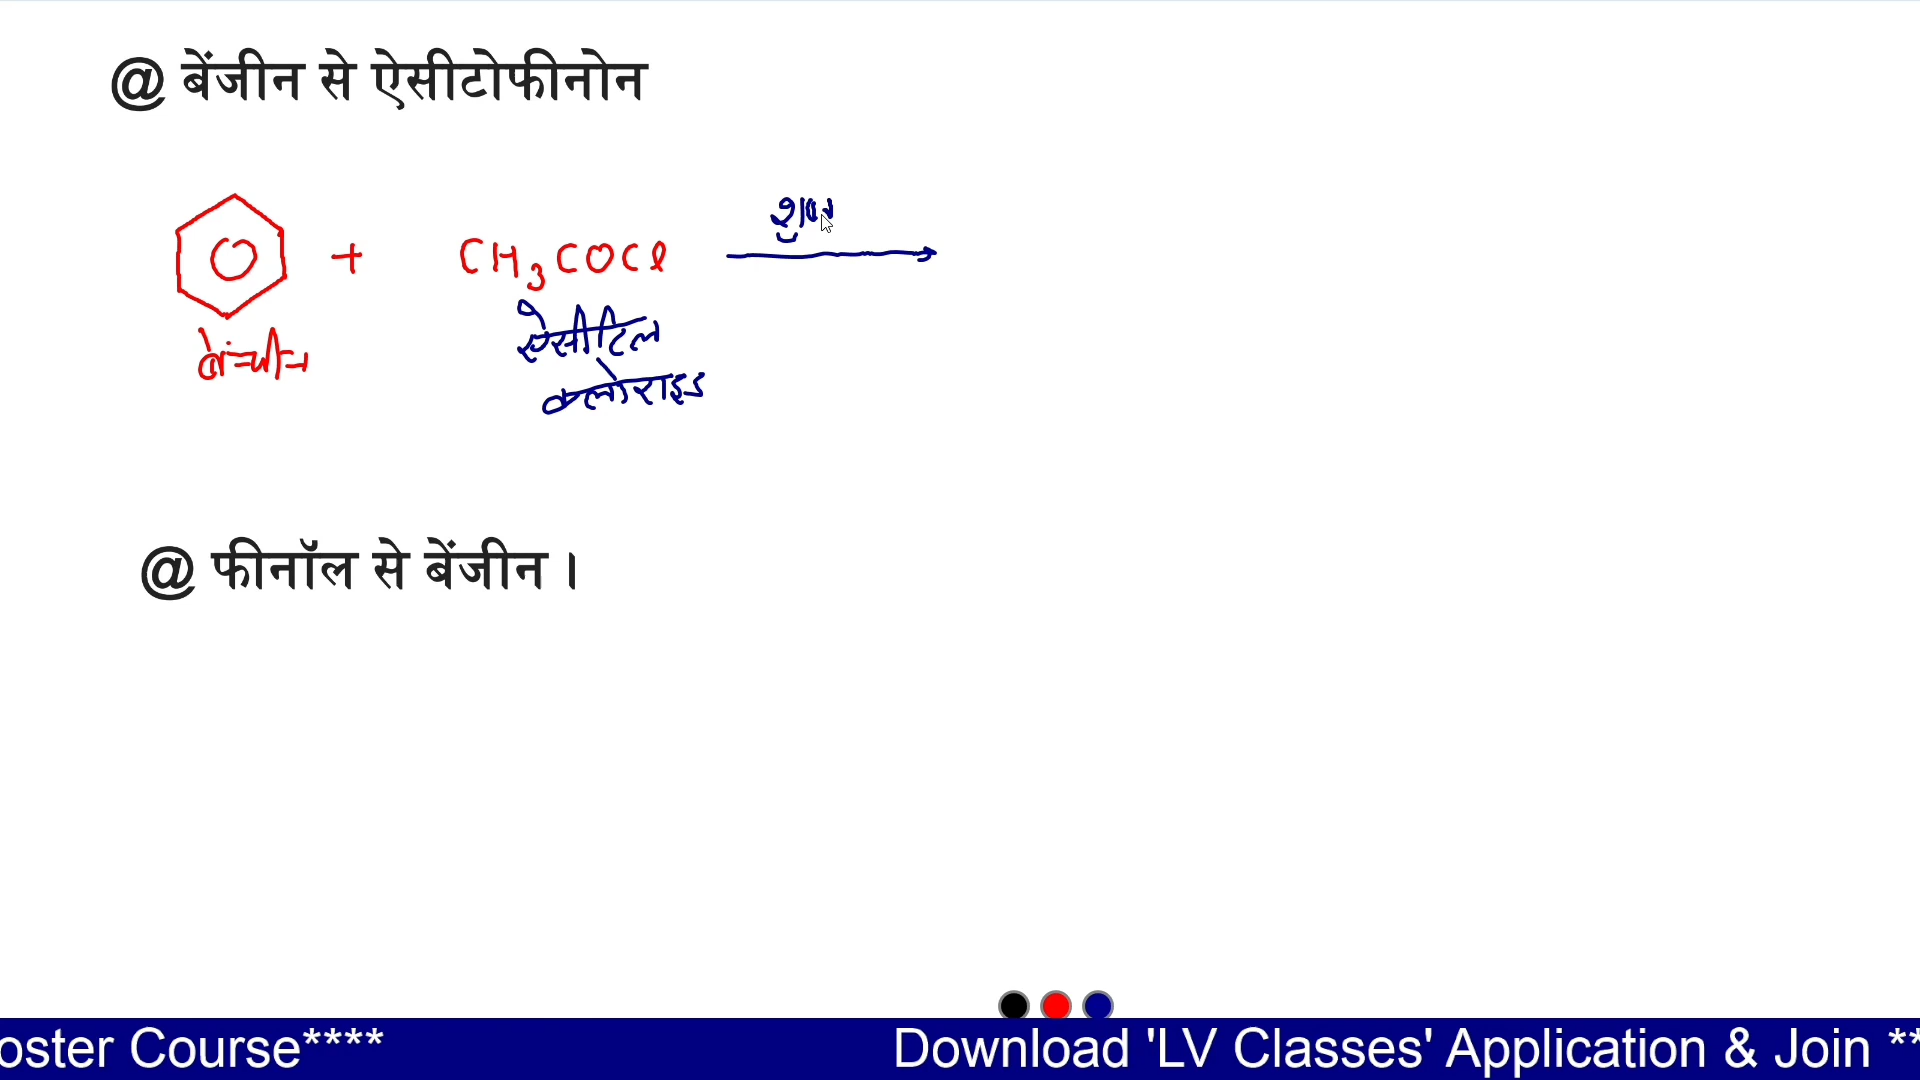 @ बेंजीन से ऐसीटोफीनोन
शुष्क
+ CH3COCl
बेंजीन
ऐसीटिल
क्लोराइड
@ फीनॉल से बेंजीन ।
oster Course**** Download 'LV Classes' Application & Join **